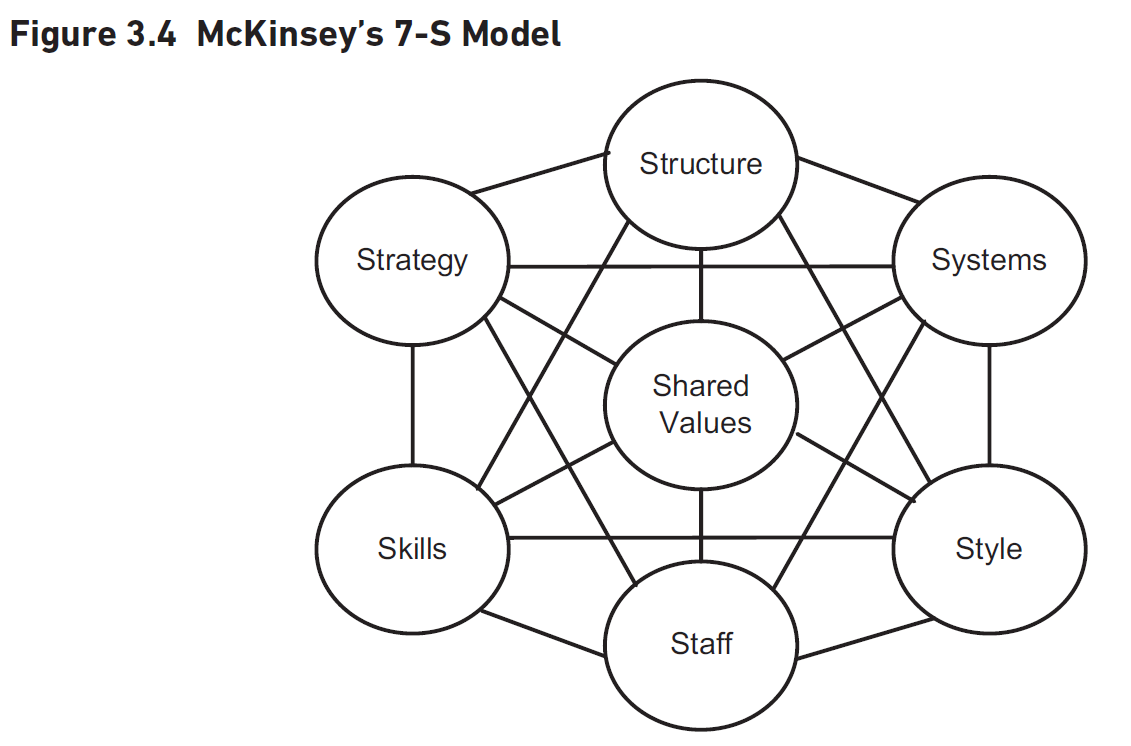 Figure 3.4 McKinsey's 7-S Model
Structure
Strategy
Systems
Shared
Values
Skills
Style
Staff